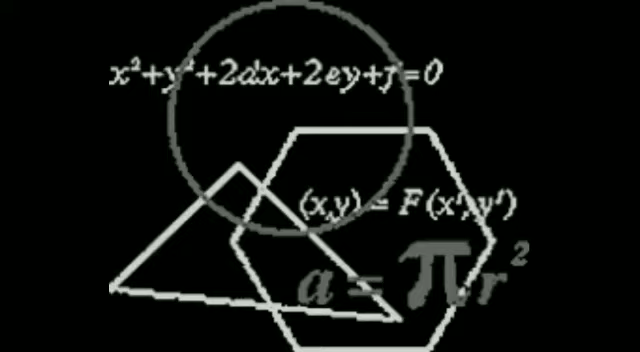 x²+y²+2dx+2ey+f=0
(x,y) = F(x',y')
a = πr²